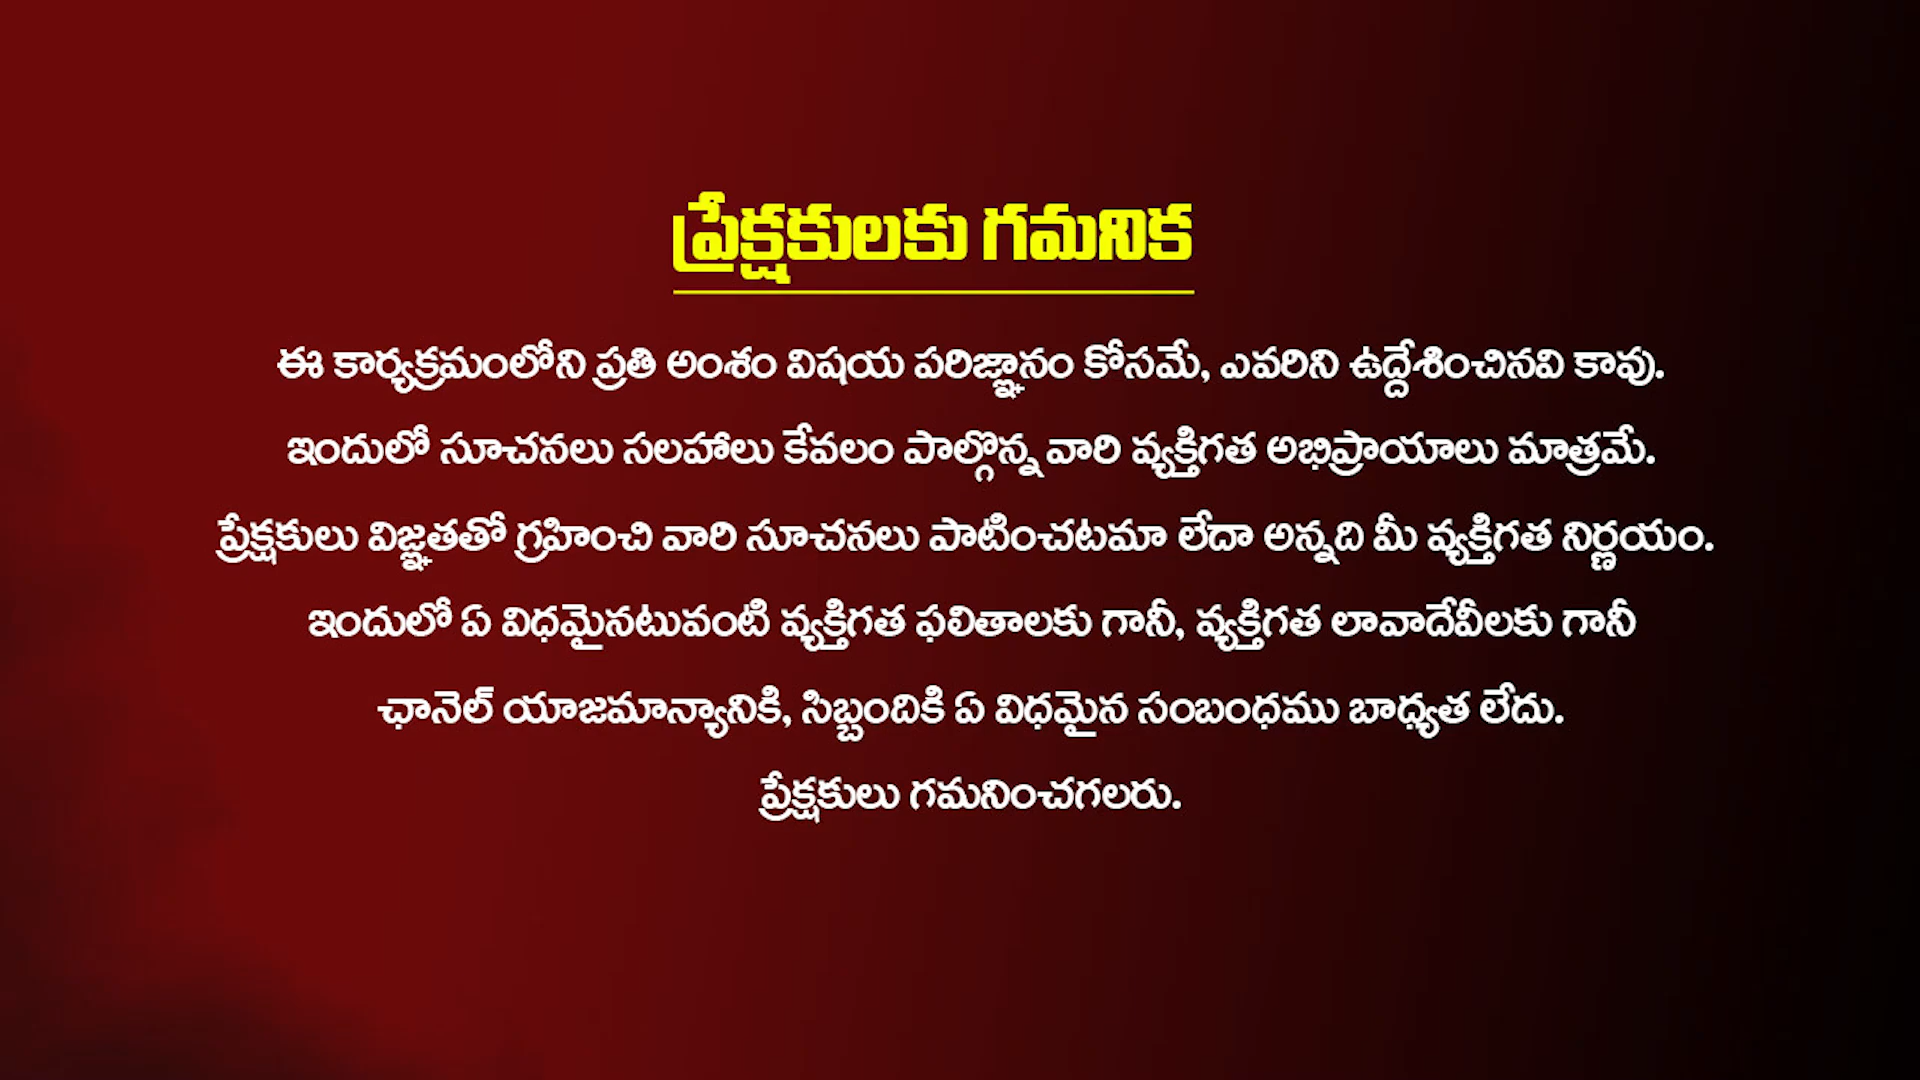 ప్రేక్షకులకు గమనిక
ఈ కార్యక్రమంలోని ప్రతి అంశం విషయ పరిజ్ఞానం కోసమే, ఎవరిని ఉద్దేశించినవి కావు.
ఇందులో సూచనలు సలహాలు కేవలం పాల్గొన్న వారి వ్యక్తిగత అభిప్రాయాలు మాత్రమే.
ప్రేక్షకులు విజ్ఞతతో గ్రహించి వారి సూచనలు పాటించటమా లేదా అన్నది మీ వ్యక్తిగత నిర్ణయం.
ఇందులో ఏ విధమైనటువంటి వ్యక్తిగత ఫలితాలకు గానీ, వ్యక్తిగత లావాదేవీలకు గానీ
ఛానెల్ యాజమాన్యానికి, సిబ్బందికి ఏ విధమైన సంబంధము బాధ్యత లేదు.
ప్రేక్షకులు గమనించగలరు.